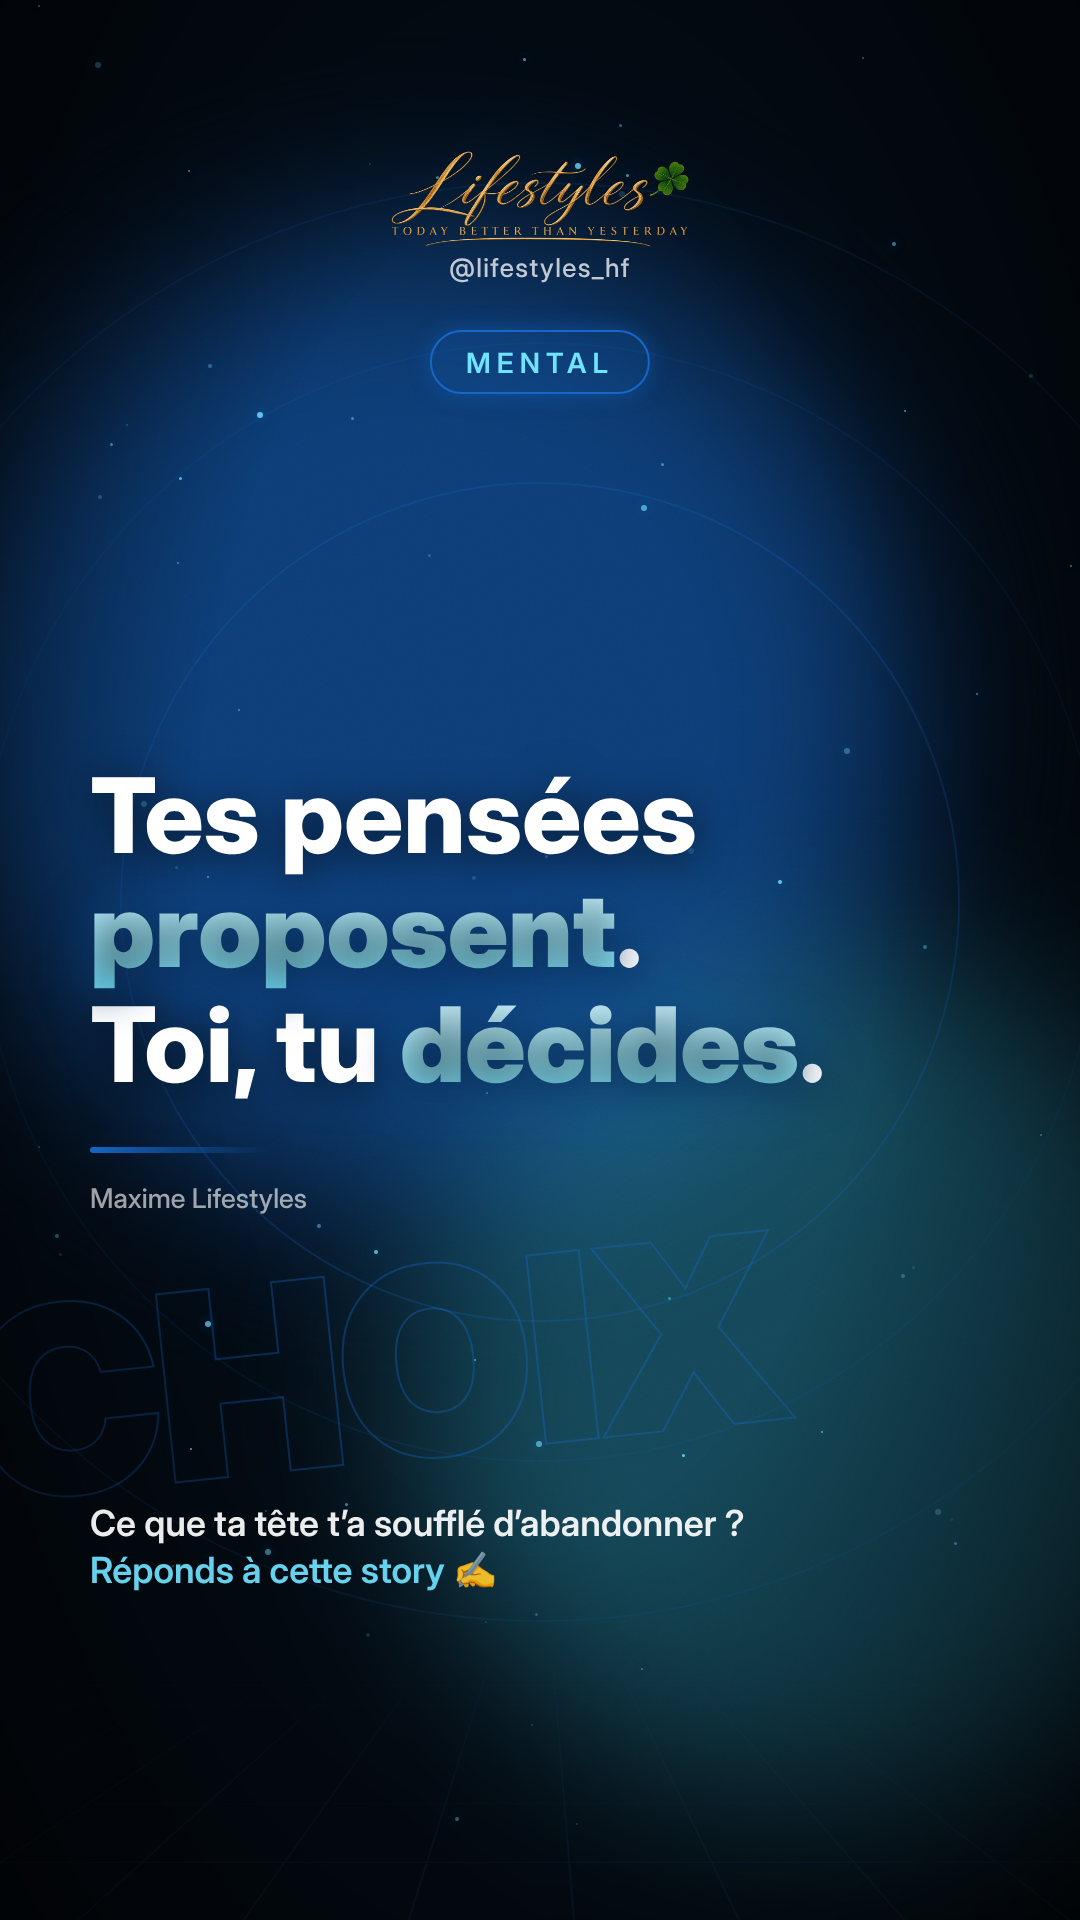 Lifestyles
TODAY BETTER THAN YESTERDAY
@lifestyles_hf
MENTAL
Tes pensées
proposent.
Toi, tu décides.
Maxime Lifestyles
CHOIX
Ce que ta tête t’a soufflé d’abandonner ?
Réponds à cette story ✍️